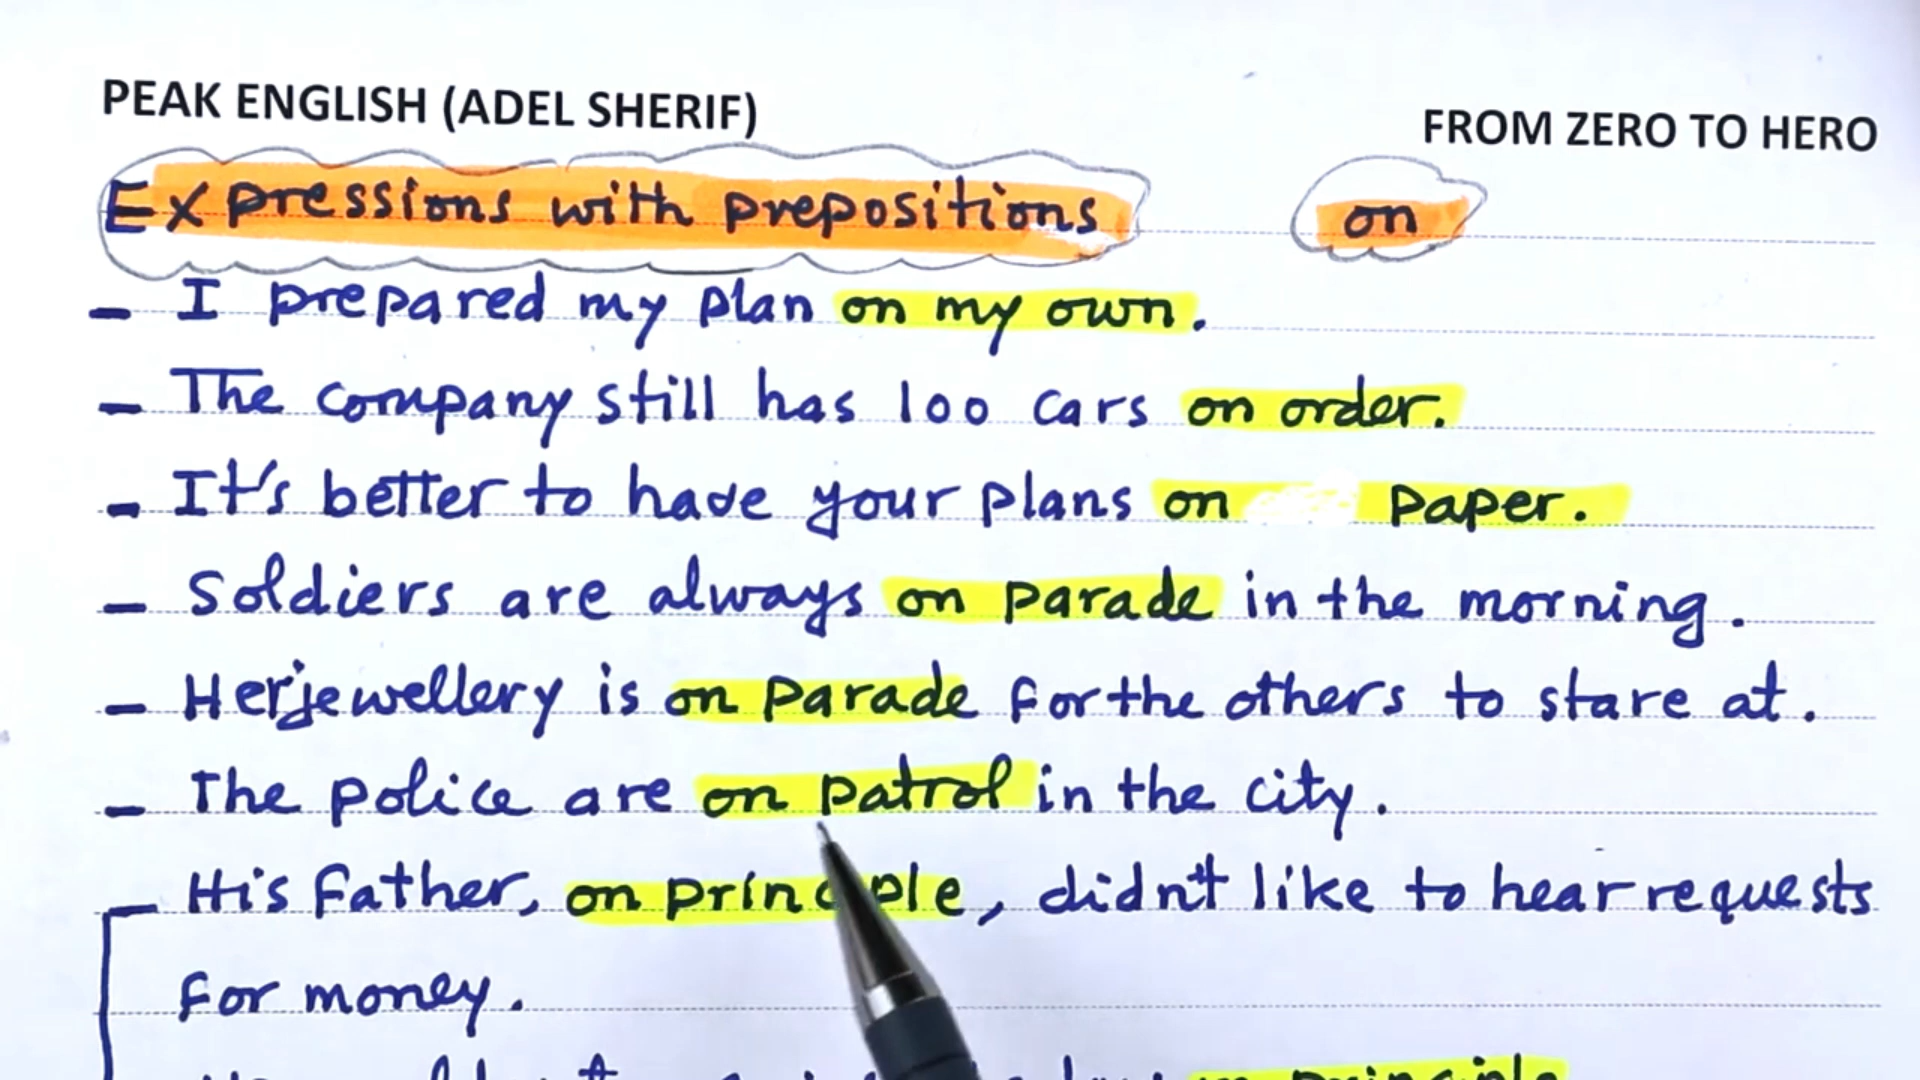 PEAK ENGLISH (ADEL SHERIF) FROM ZERO TO HERO
Expressions with prepositions on
- I prepared my plan on my own.
- The company still has 100 cars on order.
- It's better to have your plans on paper.
- Soldiers are always on parade in the morning.
- Her jewellery is on parade for the others to stare at.
- The police are on patrol in the city.
- His father, on principle, didn't like to hear requests
for money.
on principle